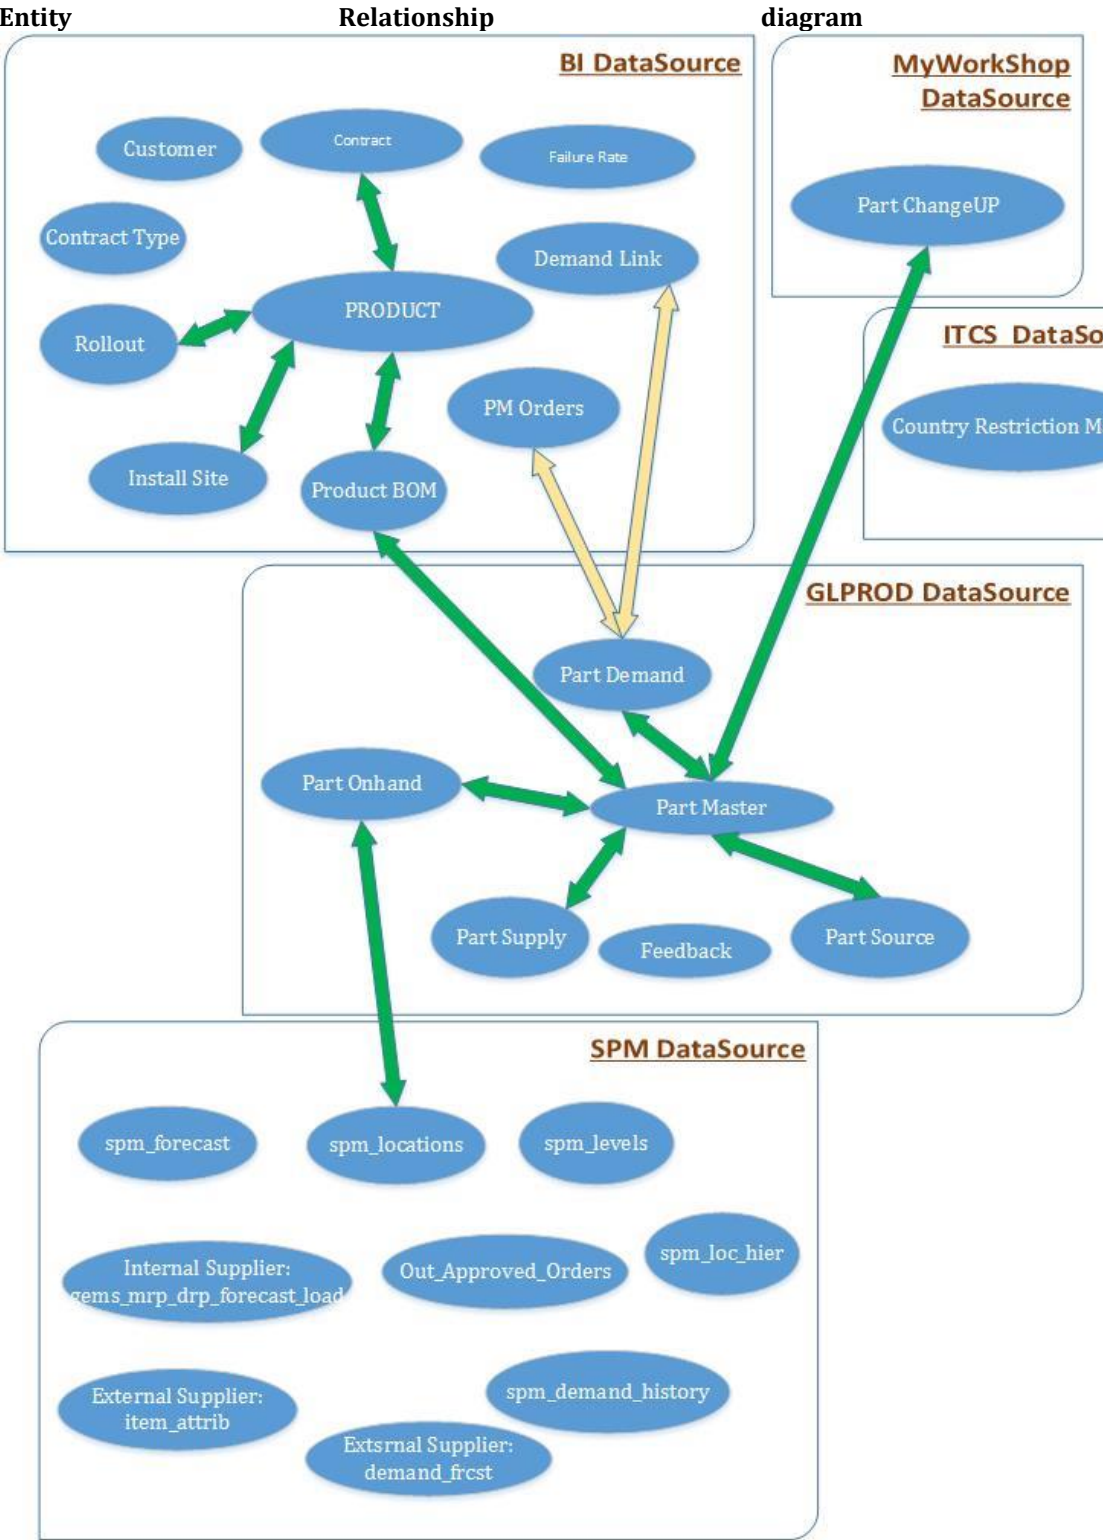 Entity Relationship diagram
BI DataSource
Customer
Contract
Failure Rate
Contract Type
Demand Link
PRODUCT
Rollout
PM Orders
Install Site
Product BOM
MyWorkShop
DataSource
Part ChangeUP
ITCS DataSo
Country Restriction M
GLPROD DataSource
Part Demand
Part Onhand
Part Master
Part Supply
Feedback
Part Source
SPM DataSource
spm_forecast
spm_locations
spm_levels
spm_loc_hier
Internal Supplier:
gems_mrp_drp_forecast_load
Out_Approved_Orders
External Supplier:
item_attrib
spm_demand_history
Extsrnal Supplier:
demand_frcst